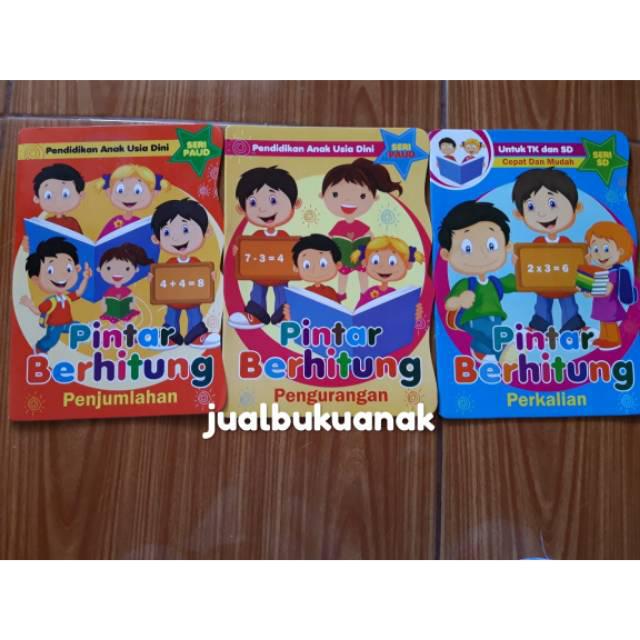 Pendidikan Anak Usia Dini
SERI
PAUD
4 + 4 = 8
Pintar
Berhitung
Penjumlahan
Pendidikan Anak Usia Dini
SERI
PAUD
7 - 3 = 4
Pintar
Berhitung
Pengurangan
Untuk TK dan SD
Cepat Dan Mudah
SERI
SD
2 x 3 = 6
Pintar
Berhitung
Perkalian
jualbukuanak